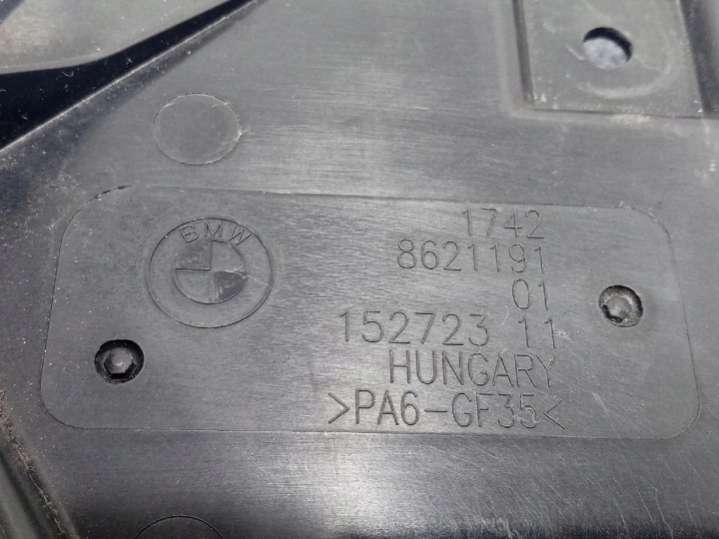 BMW
1742
8621191
01
152723 11
HUNGARY
>PA6-GF35<